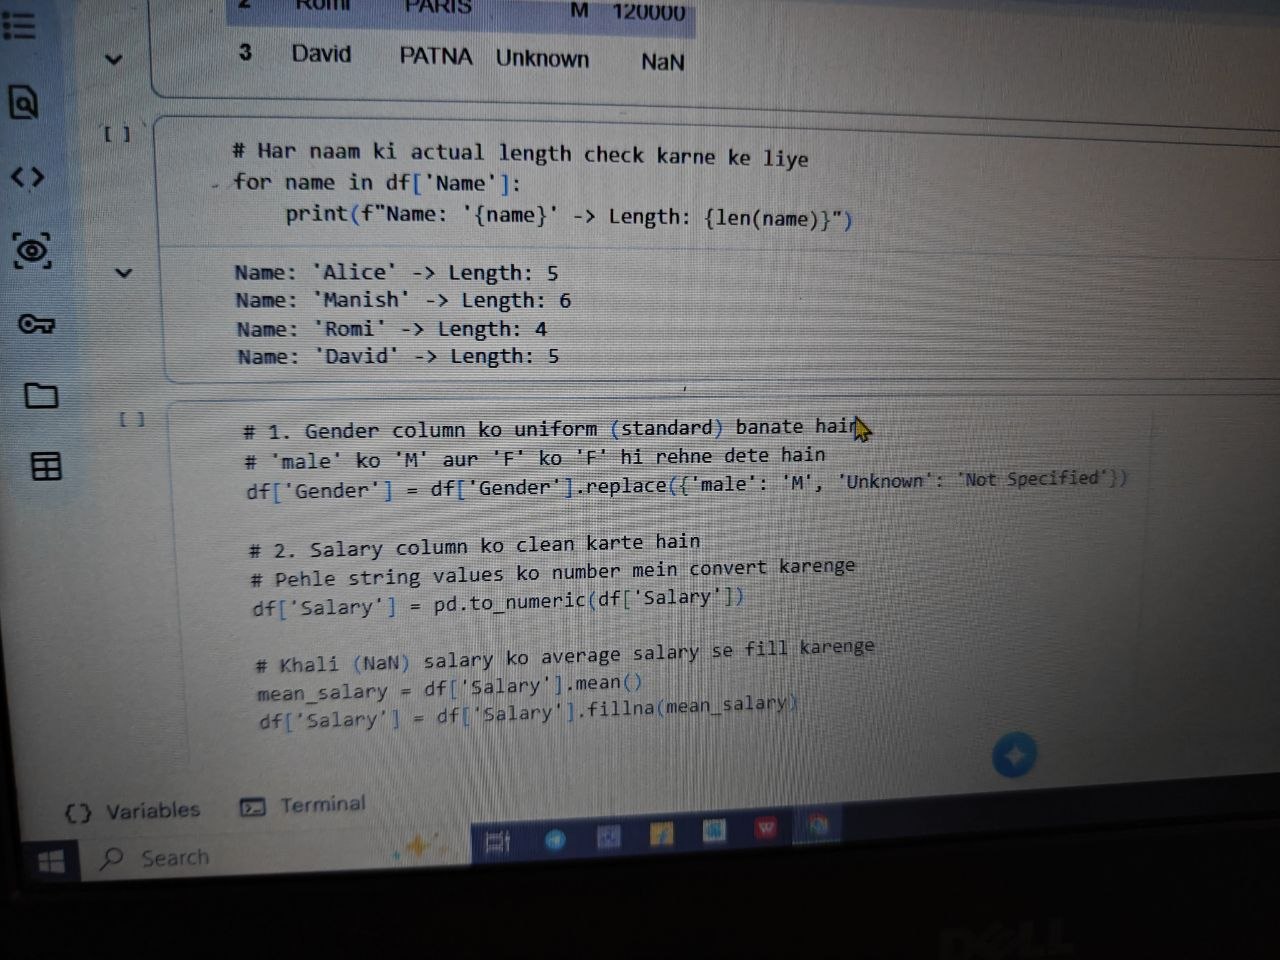 2 Romi PARIS M 120000
3 David PATNA Unknown NaN
[ ]
# Har naam ki actual length check karne ke liye
for name in df['Name']:
    print(f"Name: '{name}' -> Length: {len(name)}")
Name: 'Alice' -> Length: 5
Name: 'Manish' -> Length: 6
Name: 'Romi' -> Length: 4
Name: 'David' -> Length: 5
[ ]
# 1. Gender column ko uniform (standard) banate hain
# 'male' ko 'M' aur 'F' ko 'F' hi rehne dete hain
df['Gender'] = df['Gender'].replace({'male': 'M', 'Unknown': 'Not Specified'})
# 2. Salary column ko clean karte hain
# Pehle string values ko number mein convert karenge
df['Salary'] = pd.to_numeric(df['Salary'])
# Khali (NaN) salary ko average salary se fill karenge
mean_salary = df['Salary'].mean()
df['Salary'] = df['Salary'].fillna(mean_salary)
{} Variables Terminal
Search
DELL